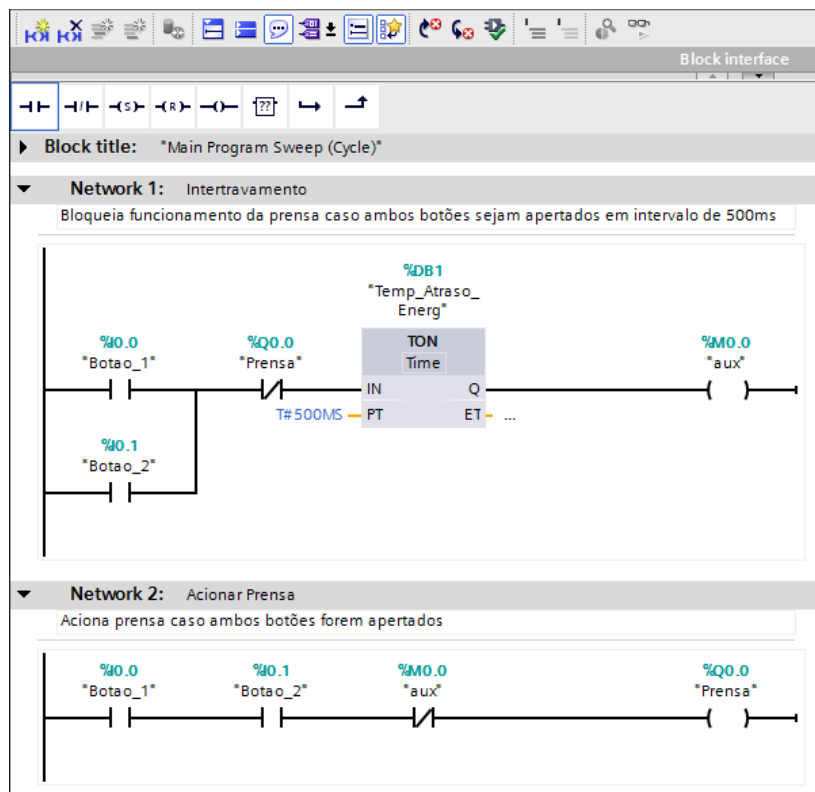 Block interface
Block title: "Main Program Sweep (Cycle)"
Network 1: Intertravamento
Bloqueia funcionamento da prensa caso ambos botões sejam apertados em intervalo de 500ms
%DB1
"Temp_Atraso_
Energ"
%I0.0 %Q0.0 TON %M0.0
"Botao_1" "Prensa" Time "aux"
IN Q
T#500MS PT ET ...
%I0.1
"Botao_2"
Network 2: Acionar Prensa
Aciona prensa caso ambos botões forem apertados
%I0.0 %I0.1 %M0.0 %Q0.0
"Botao_1" "Botao_2" "aux" "Prensa"